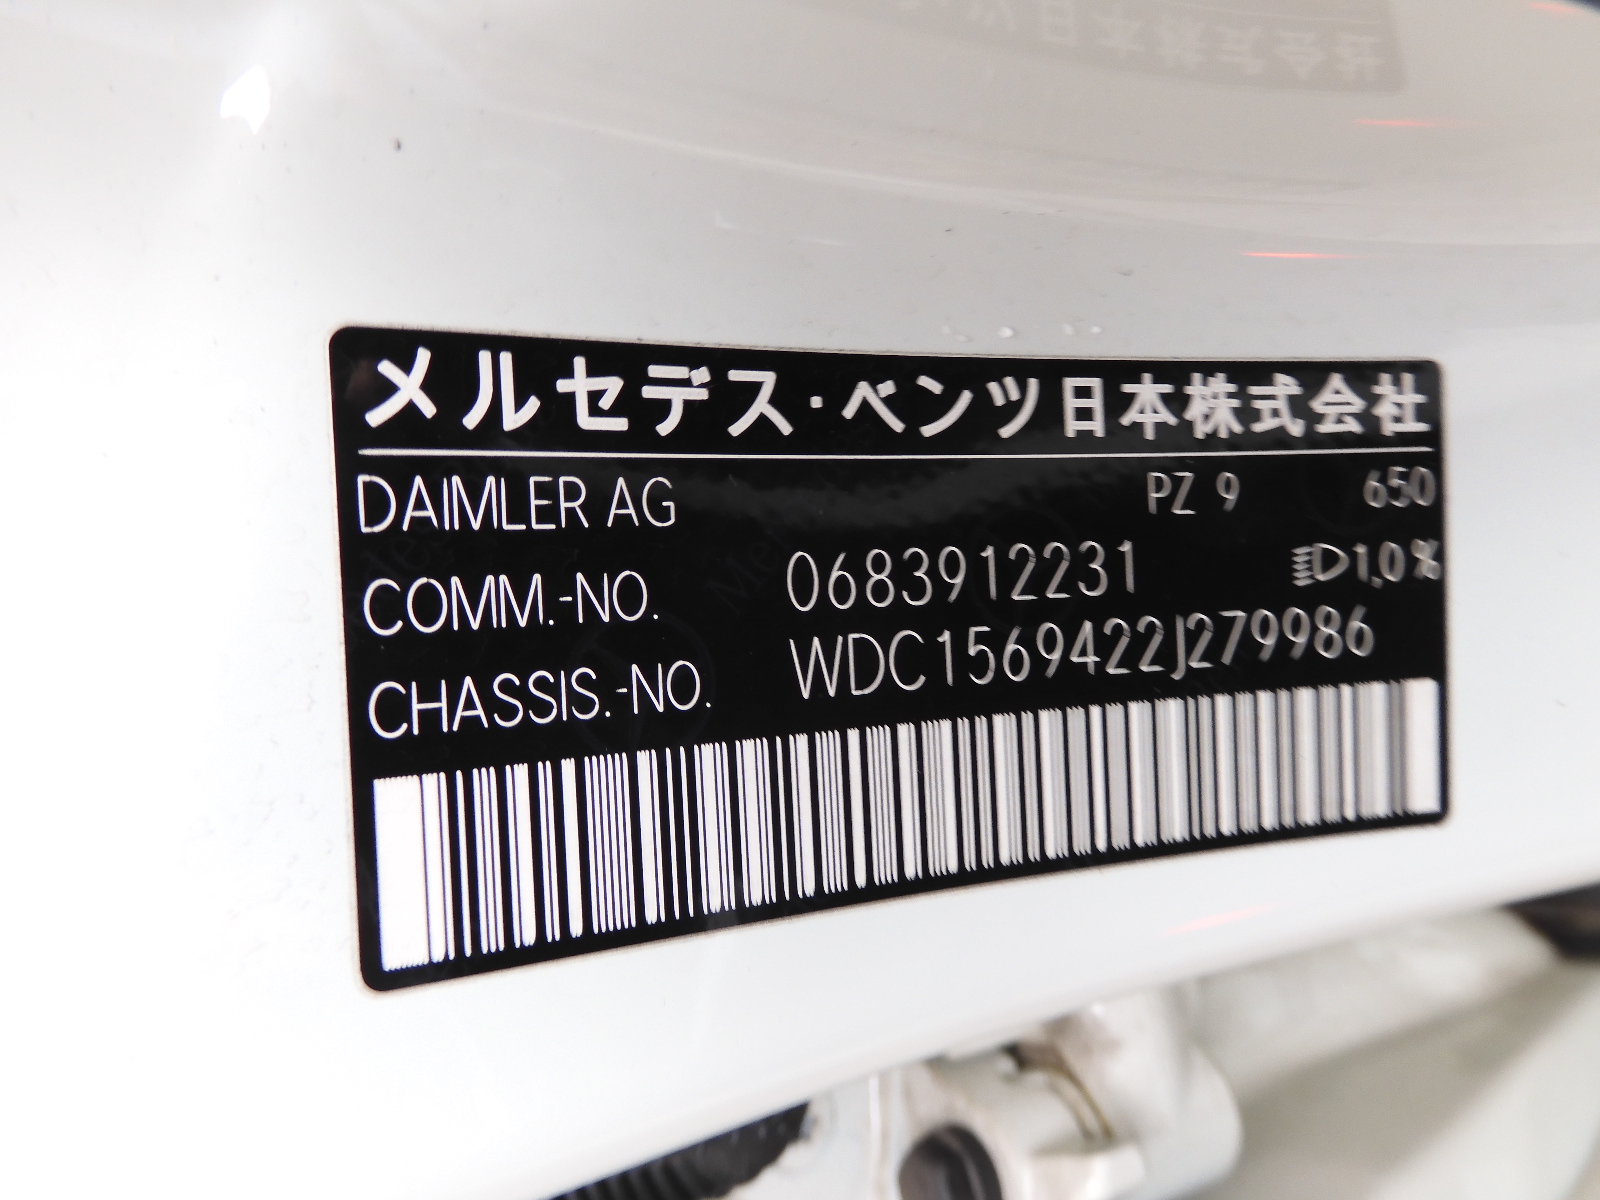 メルセデス・ベンツ日本株式会社
DAIMLER AG PZ 9 650
COMM.-NO. 0683912231 1,0 %
CHASSIS.-NO. WDC1569422J279986